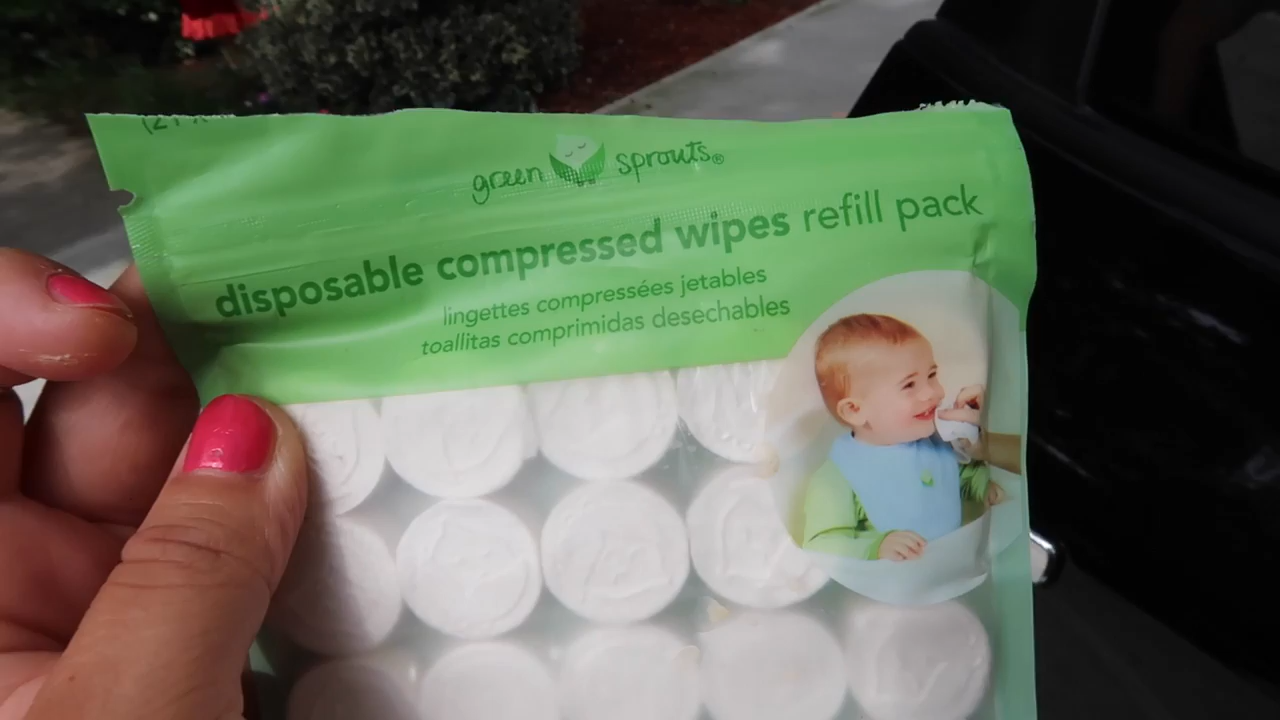 green sprouts®
disposable compressed wipes refill pack
lingettes compressées jetables
toallitas comprimidas desechables